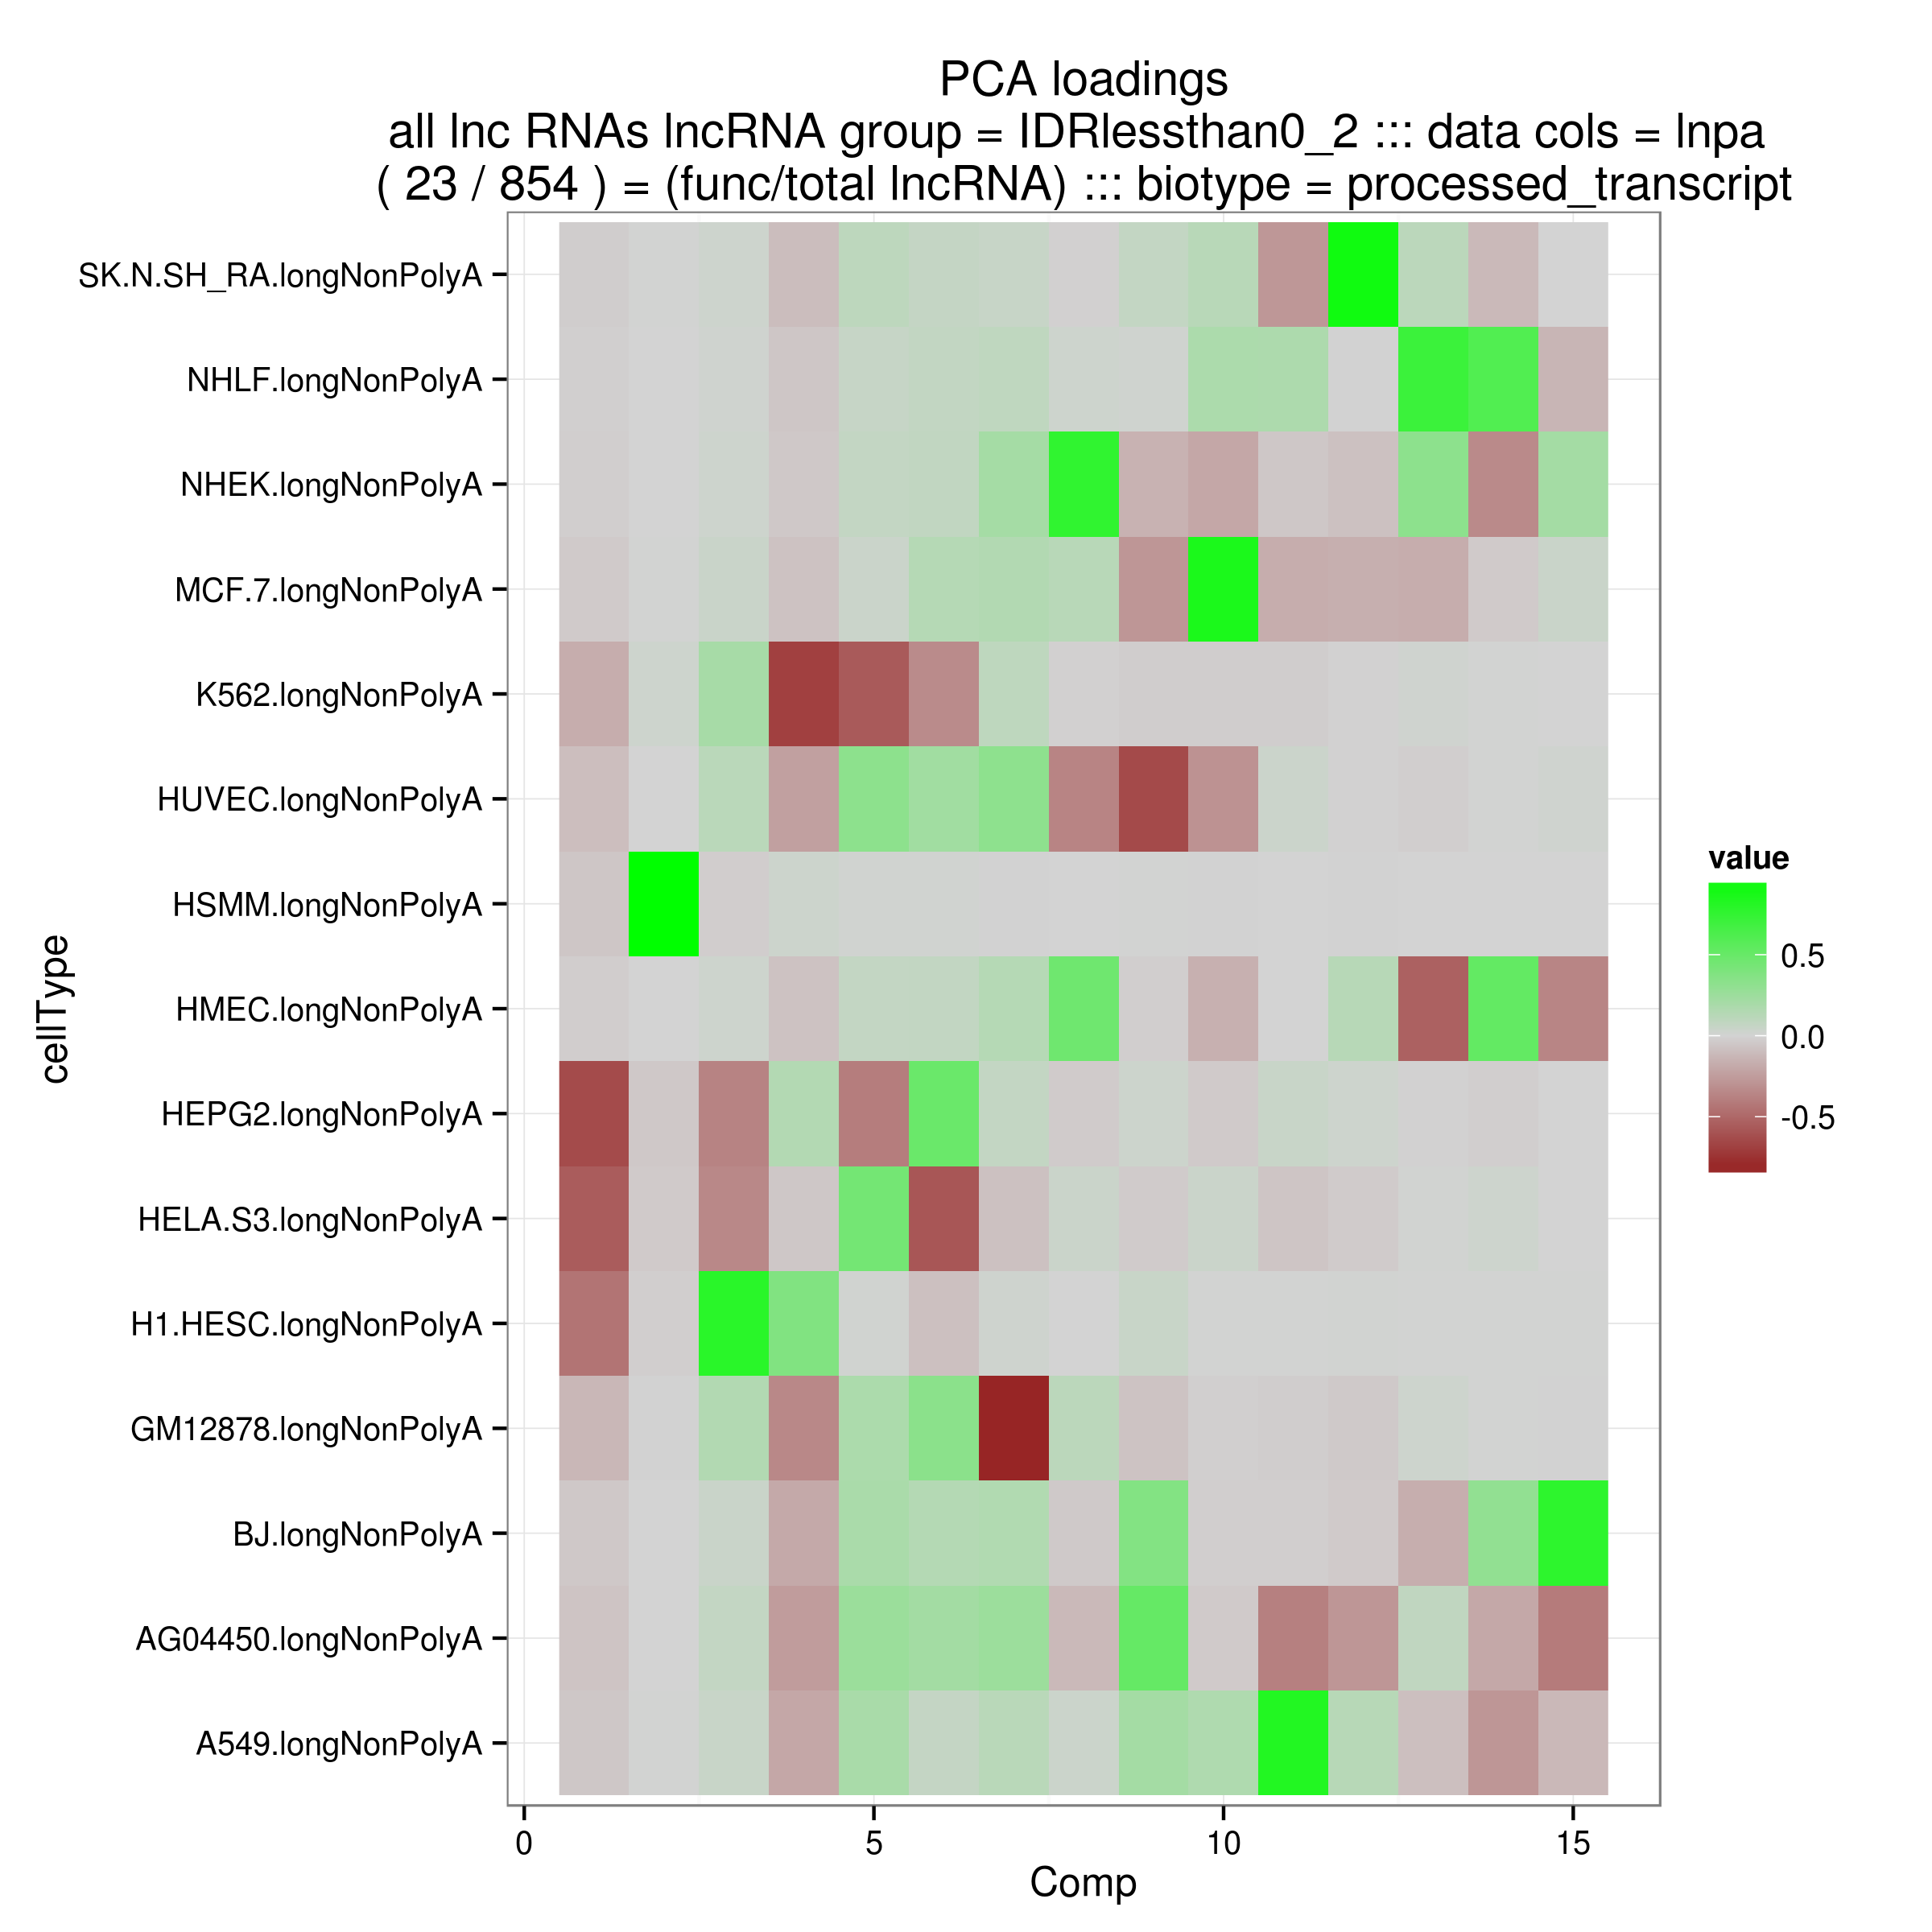 PCA loadings
all lnc RNAs lncRNA group = IDRlessthan0_2 ::: data cols = lnpa
( 23 / 854 ) = (func/total lncRNA) ::: biotype = processed_transcript
SK.N.SH_RA.longNonPolyA
NHLF.longNonPolyA
NHEK.longNonPolyA
MCF.7.longNonPolyA
K562.longNonPolyA
HUVEC.longNonPolyA
HSMM.longNonPolyA
HMEC.longNonPolyA
HEPG2.longNonPolyA
HELA.S3.longNonPolyA
H1.HESC.longNonPolyA
GM12878.longNonPolyA
BJ.longNonPolyA
AG04450.longNonPolyA
A549.longNonPolyA
cellType
0 5 10 15
Comp
value
0.5
0.0
-0.5